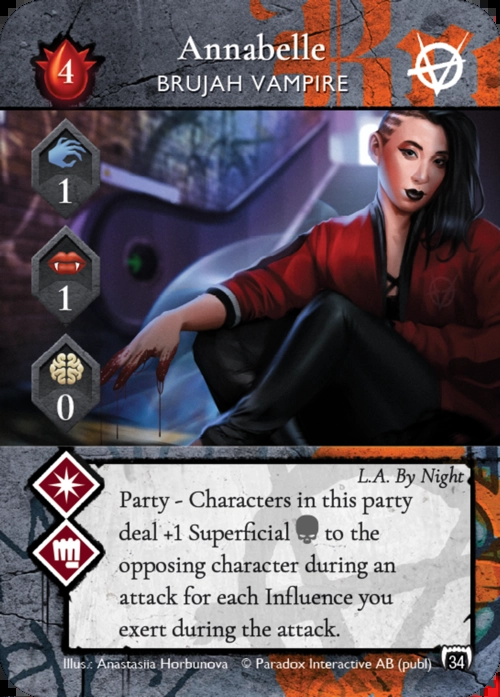 4
Annabelle
BRUJAH VAMPIRE
1
1
0
L.A. By Night
Party - Characters in this party
deal +1 Superficial to the
opposing character during an
attack for each Influence you
exert during the attack.
Illus.: Anastasiia Horbunova © Paradox Interactive AB (publ) 34